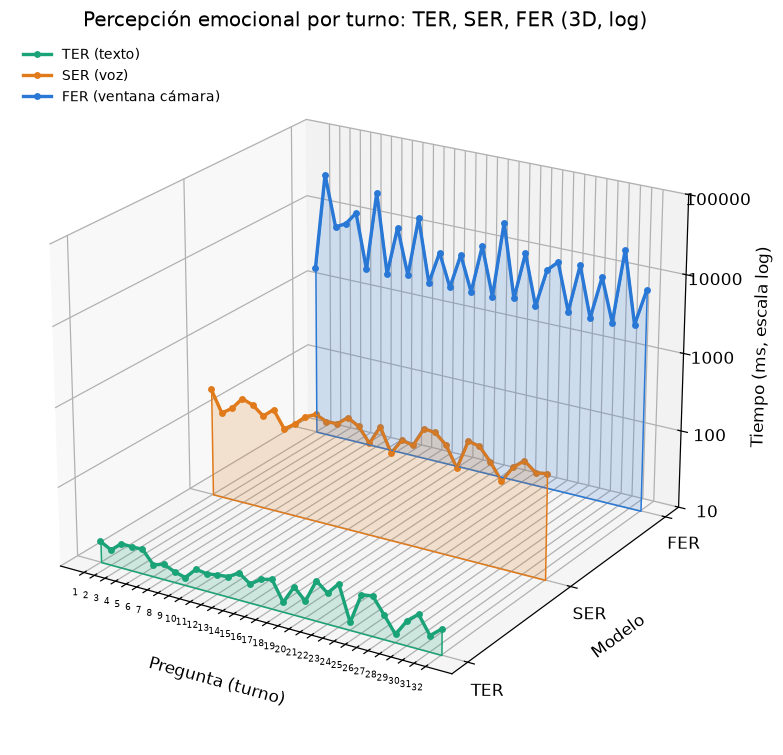 Percepción emocional por turno: TER, SER, FER (3D, log)
TER (texto)
SER (voz)
FER (ventana cámara)
100000
10000
1000
100
10
Tiempo (ms, escala log)
FER
SER
TER
Modelo
1 2 3 4 5 6 7 8 9 10 11 12 13 14 15 16 17 18 19 20 21 22 23 24 25 26 27 28 29 30 31 32
Pregunta (turno)